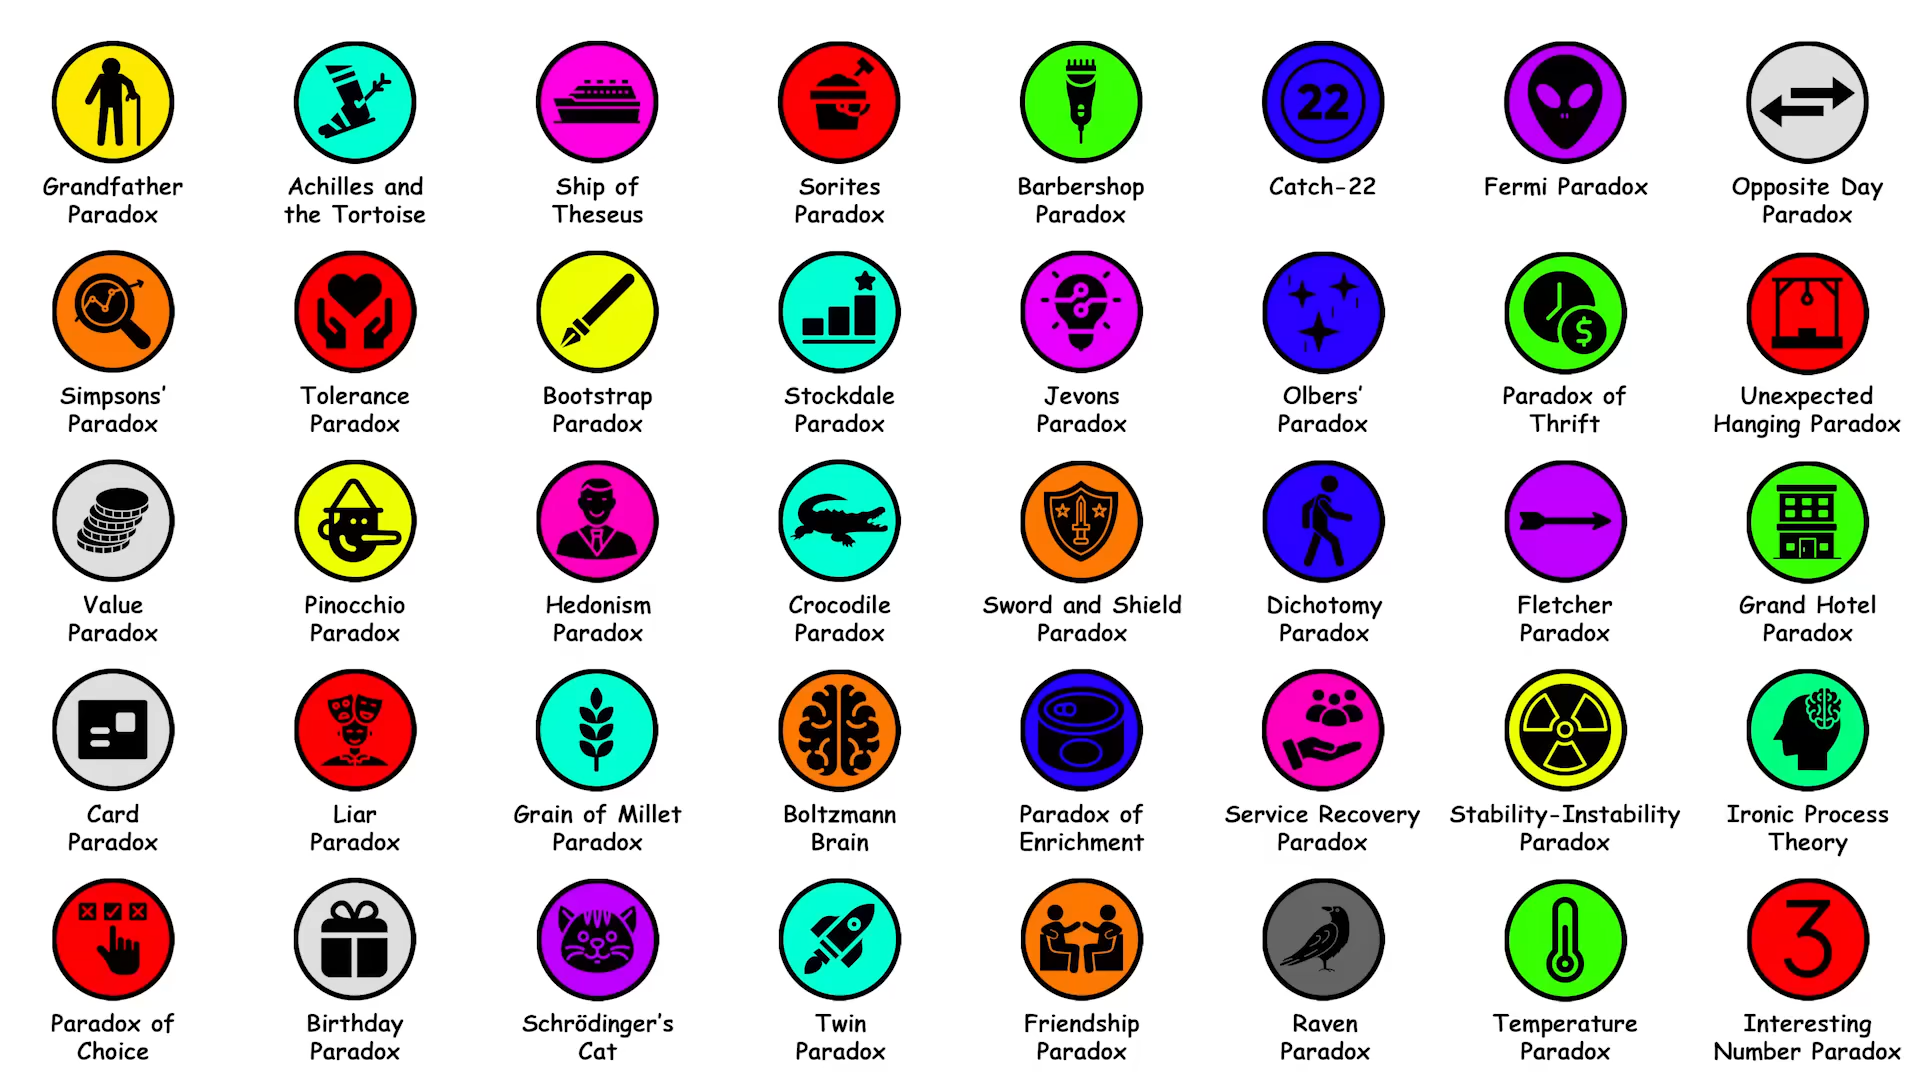 22
Grandfather
Paradox
Achilles and
the Tortoise
Ship of
Theseus
Sorites
Paradox
Barbershop
Paradox
Catch-22
Fermi Paradox
Opposite Day
Paradox
$
Simpsons'
Paradox
Tolerance
Paradox
Bootstrap
Paradox
Stockdale
Paradox
Jevons
Paradox
Olbers'
Paradox
Paradox of
Thrift
Unexpected
Hanging Paradox
Value
Paradox
Pinocchio
Paradox
Hedonism
Paradox
Crocodile
Paradox
Sword and Shield
Paradox
Dichotomy
Paradox
Fletcher
Paradox
Grand Hotel
Paradox
Card
Paradox
Liar
Paradox
Grain of Millet
Paradox
Boltzmann
Brain
Paradox of
Enrichment
Service Recovery
Paradox
Stability-Instability
Paradox
Ironic Process
Theory
3
Paradox of
Choice
Birthday
Paradox
Schrödinger's
Cat
Twin
Paradox
Friendship
Paradox
Raven
Paradox
Temperature
Paradox
Interesting
Number Paradox